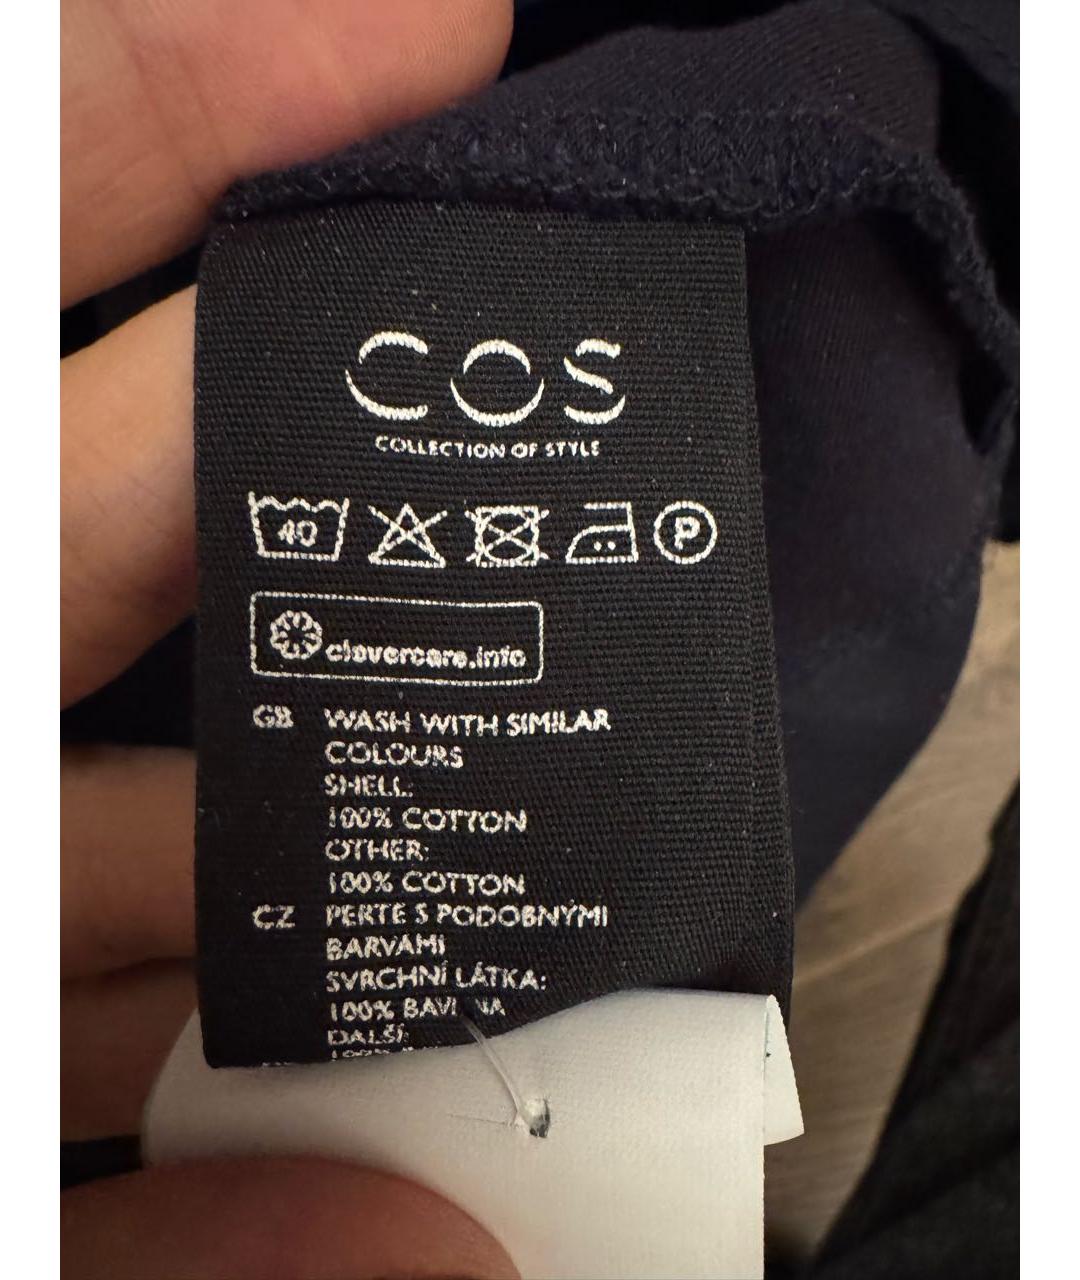 COS
COLLECTION OF STYLE
40
P
clevercare.info
GB WASH WITH SIMILAR
COLOURS
SHELL:
100% COTTON
OTHER:
100% COTTON
CZ PERTE S PODOBNÝMI
BARVAMI
SVRCHNÍ LÁTKA:
100%
DALŠÍ: